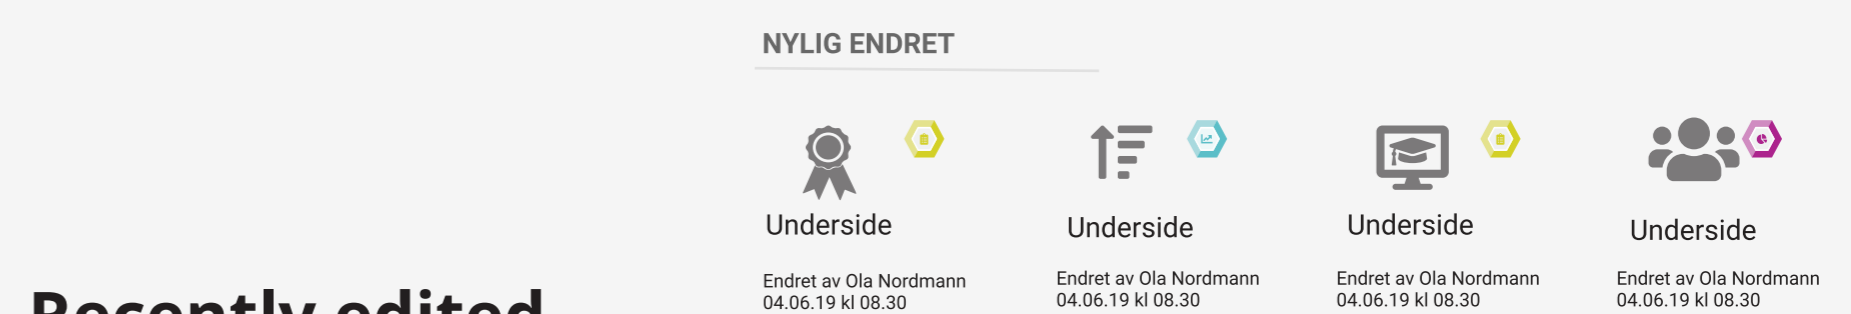 NYLIG ENDRET
Underside
Underside
Underside
Underside
Endret av Ola Nordmann
04.06.19 kl 08.30
Endret av Ola Nordmann
04.06.19 kl 08.30
Endret av Ola Nordmann
04.06.19 kl 08.30
Endret av Ola Nordmann
04.06.19 kl 08.30
Recently edited